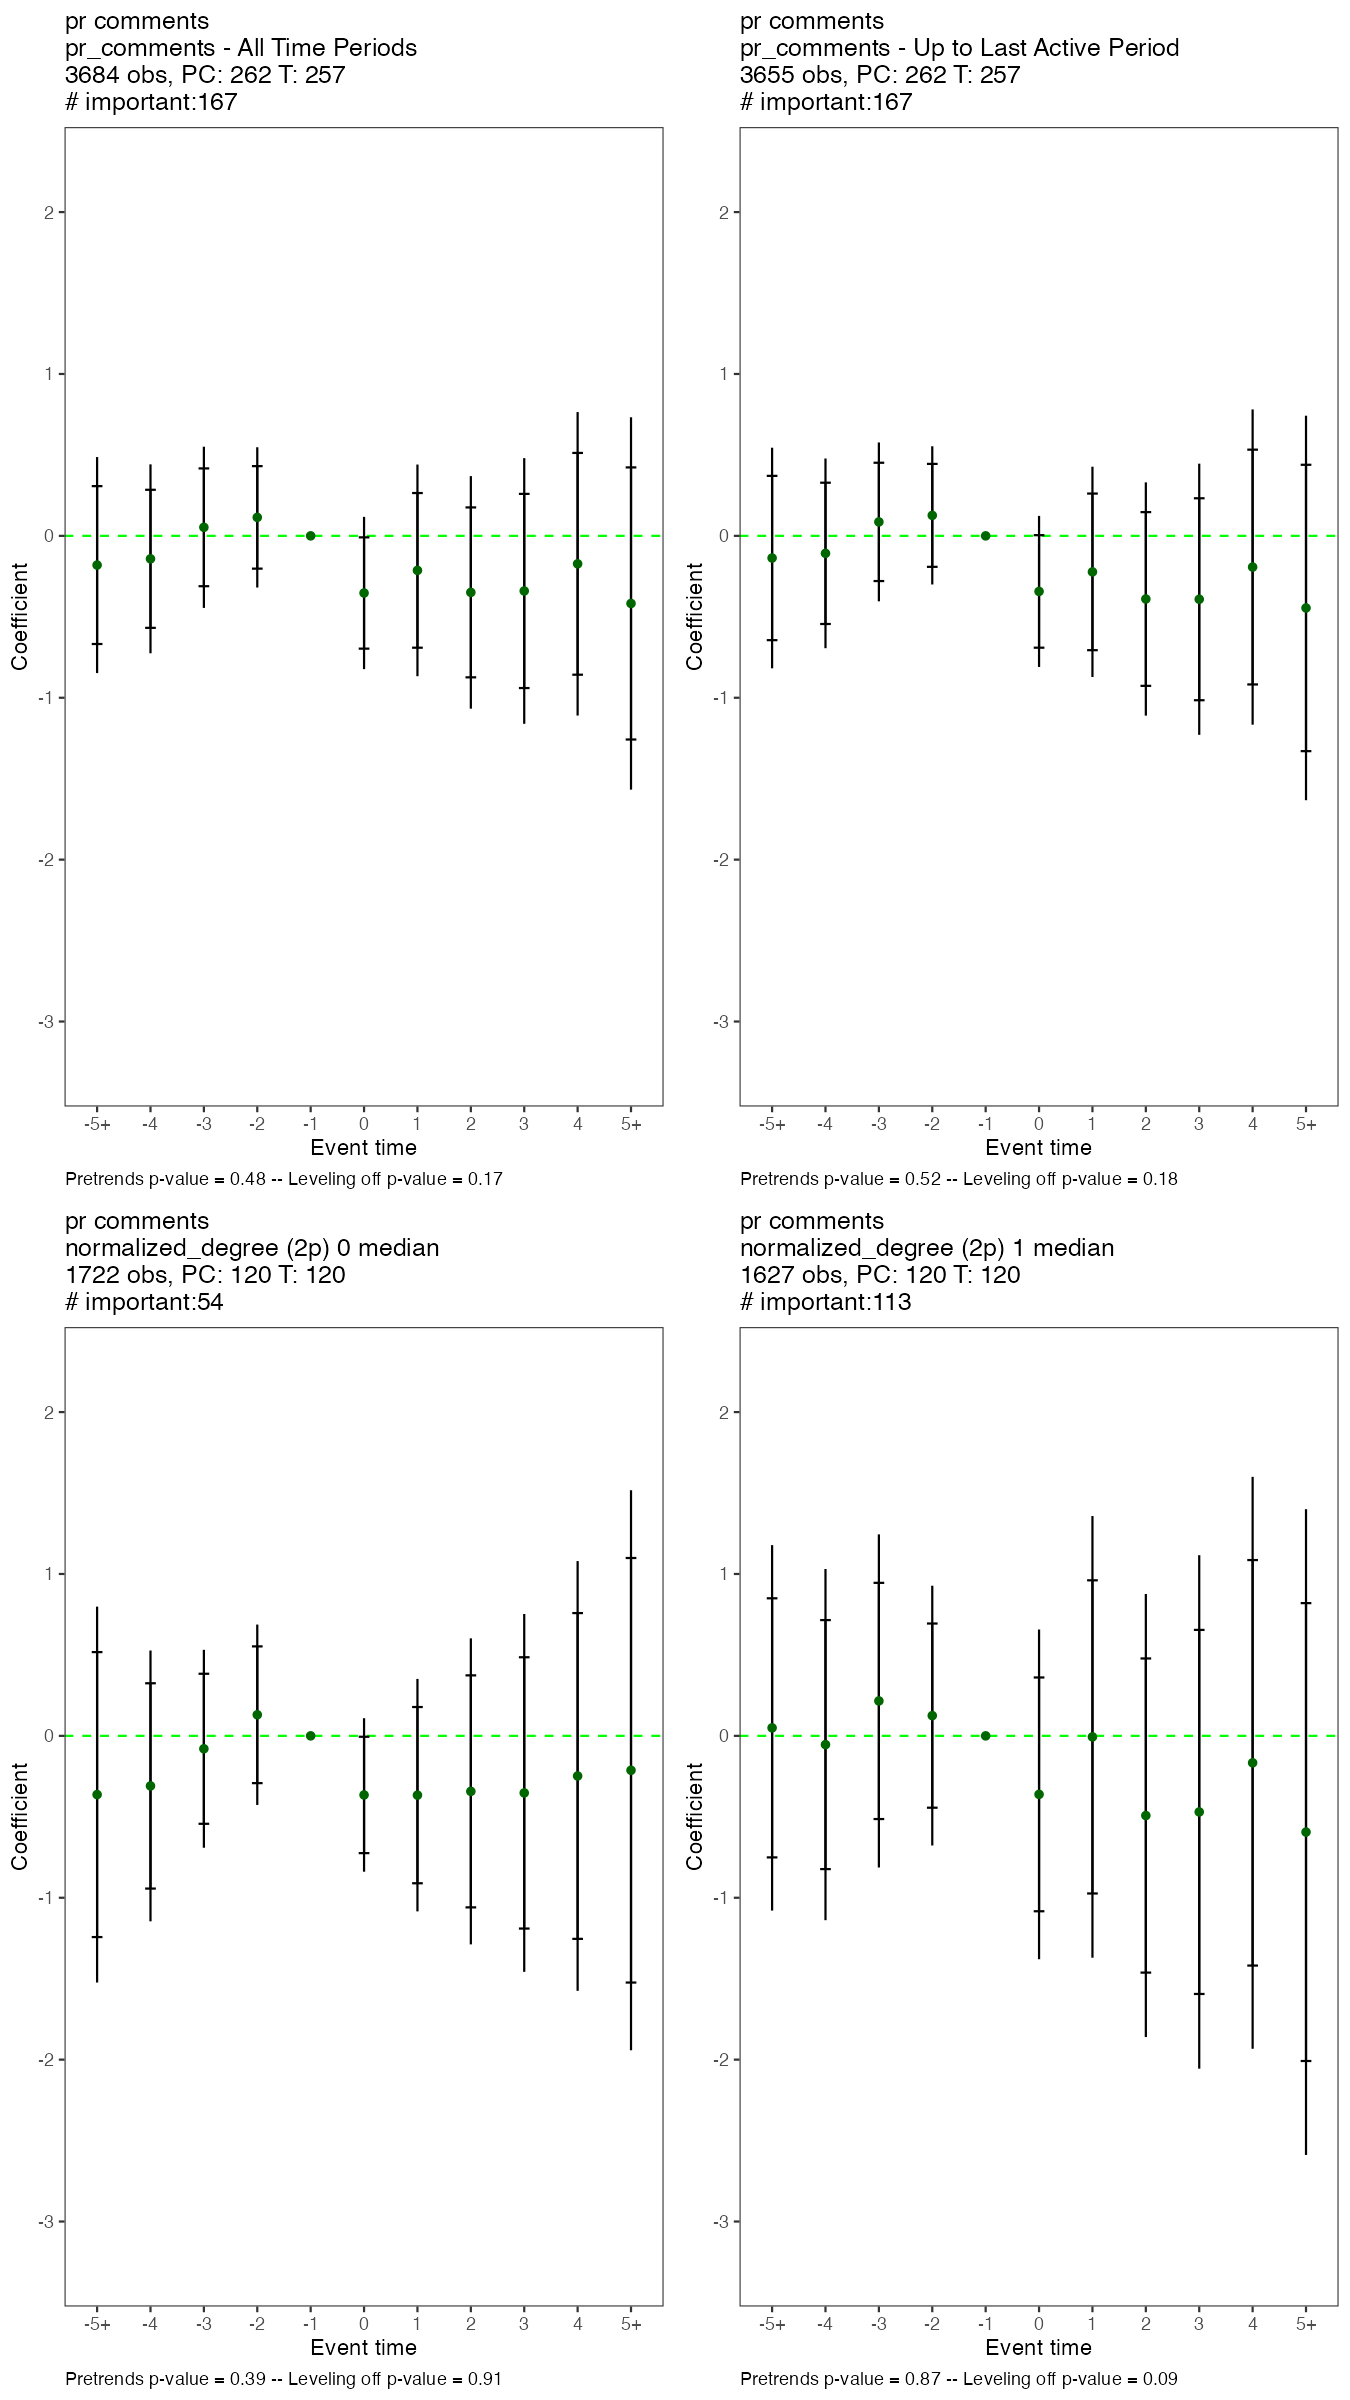 pr comments
pr_comments - All Time Periods
3684 obs, PC: 262 T: 257
# important:167
2
1
0
-1
-2
-3
Coefficient
-5+ -4 -3 -2 -1 0 1 2 3 4 5+
Event time
Pretrends p-value = 0.48 -- Leveling off p-value = 0.17
pr comments
pr_comments - Up to Last Active Period
3655 obs, PC: 262 T: 257
# important:167
2
1
0
-1
-2
-3
Coefficient
-5+ -4 -3 -2 -1 0 1 2 3 4 5+
Event time
Pretrends p-value = 0.52 -- Leveling off p-value = 0.18
pr comments
normalized_degree (2p) 0 median
1722 obs, PC: 120 T: 120
# important:54
2
1
0
-1
-2
-3
Coefficient
-5+ -4 -3 -2 -1 0 1 2 3 4 5+
Event time
Pretrends p-value = 0.39 -- Leveling off p-value = 0.91
pr comments
normalized_degree (2p) 1 median
1627 obs, PC: 120 T: 120
# important:113
2
1
0
-1
-2
-3
Coefficient
-5+ -4 -3 -2 -1 0 1 2 3 4 5+
Event time
Pretrends p-value = 0.87 -- Leveling off p-value = 0.09